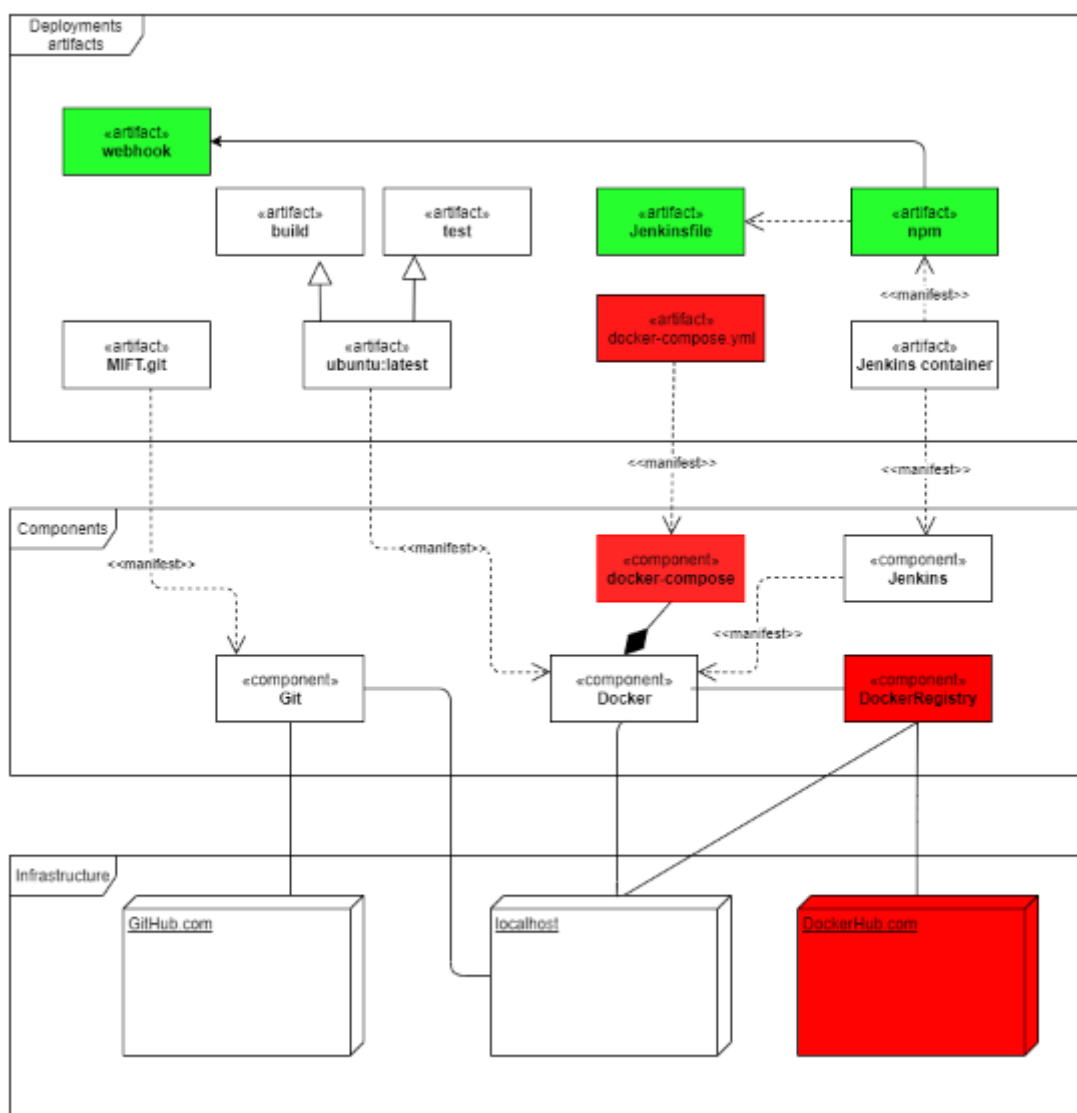 Deployments
artifacts
«artifact»
webhook
«artifact»
build
«artifact»
test
«artifact»
Jenkinsfile
«artifact»
npm
<<manifest>>
«artifact»
MIFT.git
«artifact»
ubuntu:latest
«artifact»
docker-compose.yml
«artifact»
Jenkins container
<<manifest>>
<<manifest>>
Components
<<manifest>>
<<manifest>>
«component»
docker-compose
«component»
Jenkins
<<manifest>>
«component»
Git
«component»
Docker
«component»
DockerRegistry
Infrastructure
GitHub.com
localhost
DockerHub.com